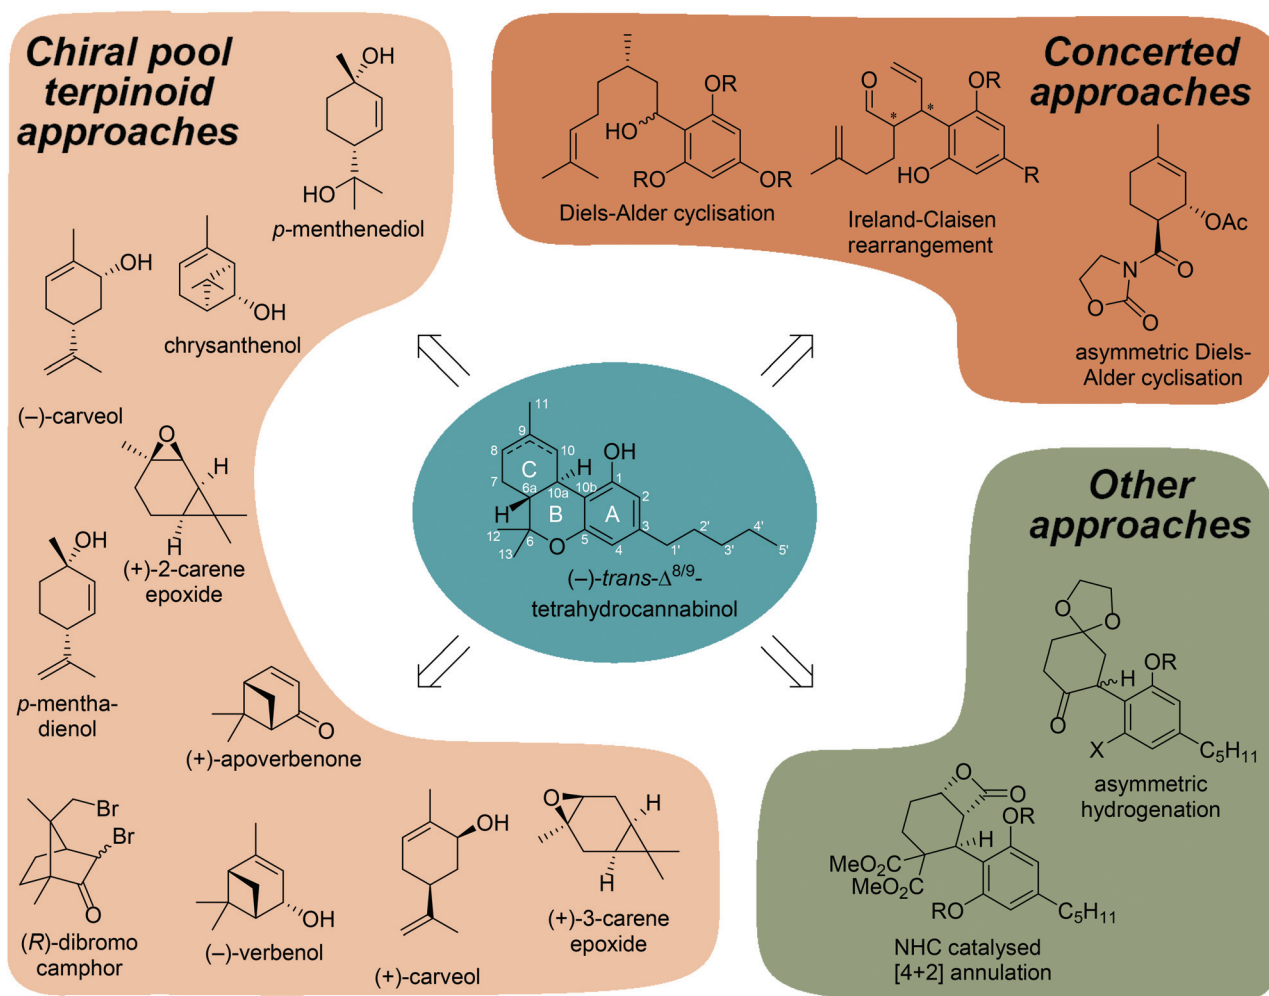 Chiral pool
terpinoid
approaches
OH
HO
p-menthenediol
OH
(–)-carveol
OH
chrysanthenol
O
H
H
(+)-2-carene
epoxide
OH
p-mentha-
dienol
O
(+)-apoverbenone
Br
Br
O
(R)-dibromo
camphor
OH
(–)-verbenol
OH
(+)-carveol
O
H
H
(+)-3-carene
epoxide
Concerted
approaches
OR
HO
RO
OR
Diels-Alder cyclisation
O
OR
*
*
HO
R
Ireland-Claisen
rearrangement
OAc
N
O
O
O
asymmetric Diels-
Alder cyclisation
11
9
8
10
H
OH
C
1
7
6a
10a
10b
2
H
B
A
2'
4'
12
3
6
5
13
O
4
1'
3'
5'
(–)-trans-Δ8/9-
tetrahydrocannabinol
Other
approaches
O
O
H
OR
O
X
C5H11
asymmetric
hydrogenation
O
O
H
OR
MeO2C
MeO2C
RO
C5H11
NHC catalysed
[4+2] annulation